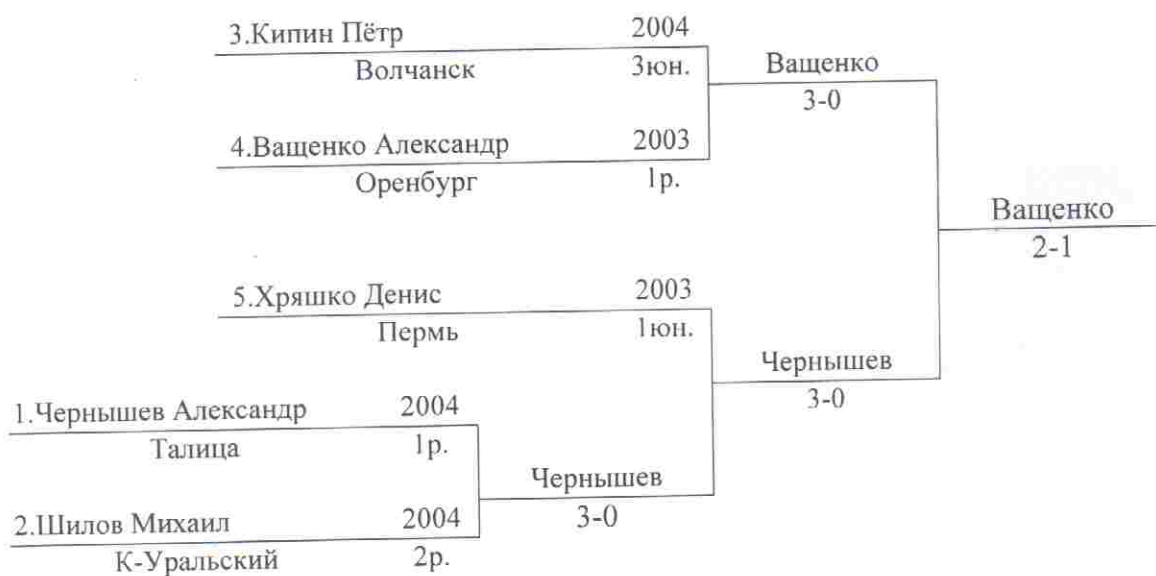 3.Кипин Пётр 2004
Волчанск 3юн.
Ващенко
3-0
4.Ващенко Александр 2003
Оренбург 1р.
Ващенко
2-1
5.Хряшко Денис 2003
Пермь 1юн.
Чернышев
3-0
1.Чернышев Александр 2004
Талица 1р.
Чернышев
3-0
2.Шилов Михаил 2004
К-Уральский 2р.